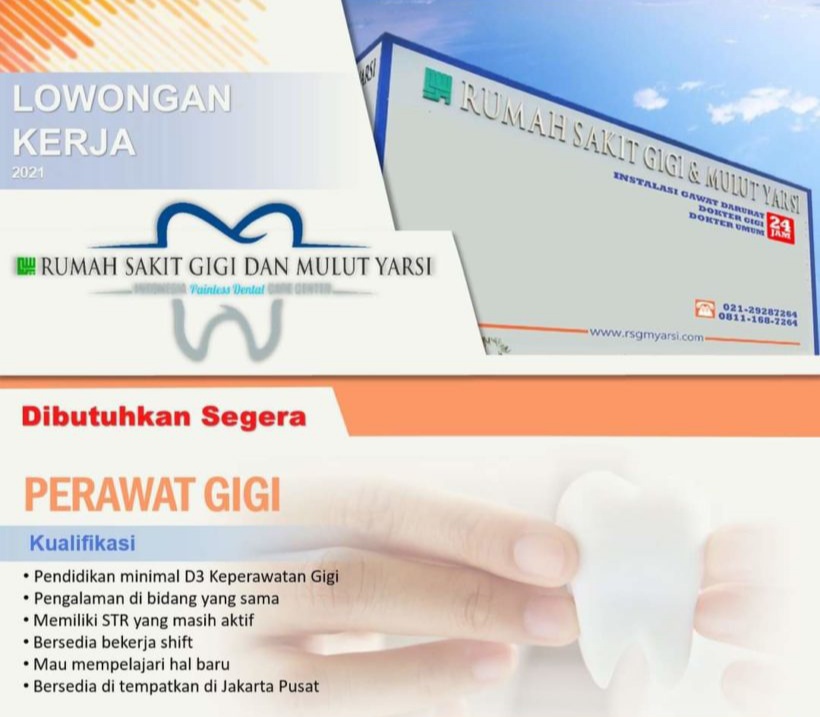 LOWONGAN
KERJA
2021
RUMAH SAKIT GIGI DAN MULUT YARSI
INDONESIA Painless Dental CARE CENTER
ARSI
RUMAH SAKIT GIGI & MULUT YARSI
INSTALASI GAWAT DARURAT
DOKTER GIGI
DOKTER UMUM
24
JAM
021-29287264
0811-168-7264
www.rsgmyarsi.com
Dibutuhkan Segera
PERAWAT GIGI
Kualifikasi
• Pendidikan minimal D3 Keperawatan Gigi
• Pengalaman di bidang yang sama
• Memiliki STR yang masih aktif
• Bersedia bekerja shift
• Mau mempelajari hal baru
• Bersedia di tempatkan di Jakarta Pusat